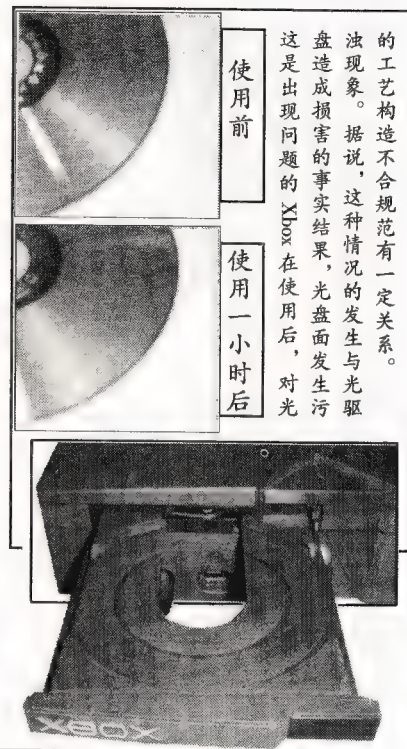 这是出现问题的 Xbox 在使用后，对光
盘造成损害的事实结果，光盘面发生污
浊现象。据说，这种情况的发生与光驱
的工艺构造不合规范有一定关系。
使用前
使用一小时后
XBOX